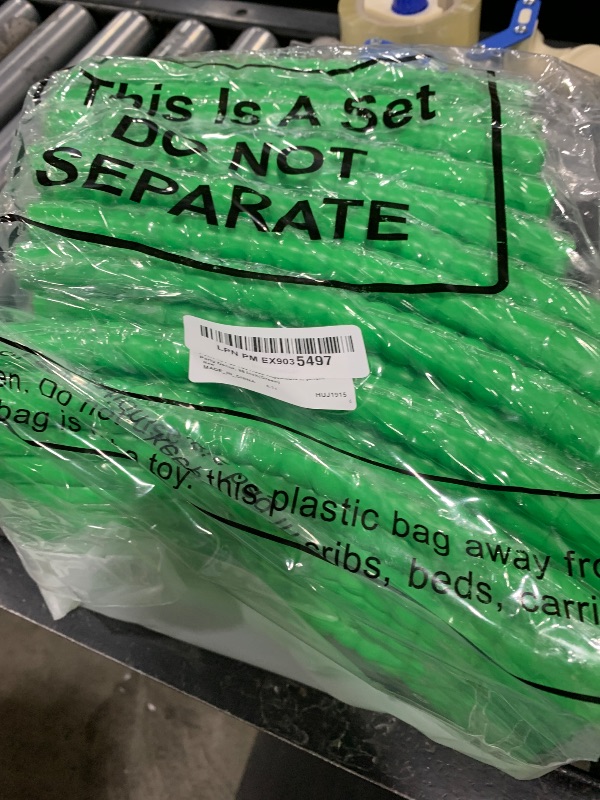 This Is A Set
DO NOT
SEPARATE
LPN PM EX9035497
MADE IN CHINA
HUJ1015
en. Do no
bag is
a toy.
this plastic bag away fro
cribs, beds, carri